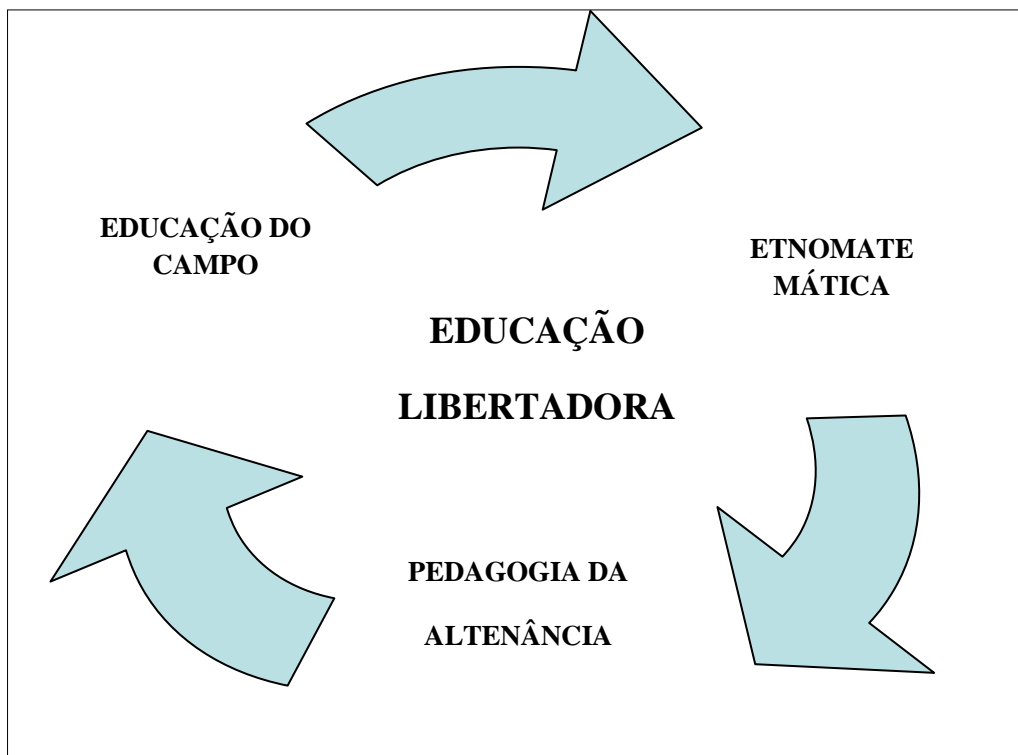 EDUCAÇÃO DO
CAMPO
ETNOMATE
MÁTICA
EDUCAÇÃO
LIBERTADORA
PEDAGOGIA DA
ALTENÂNCIA